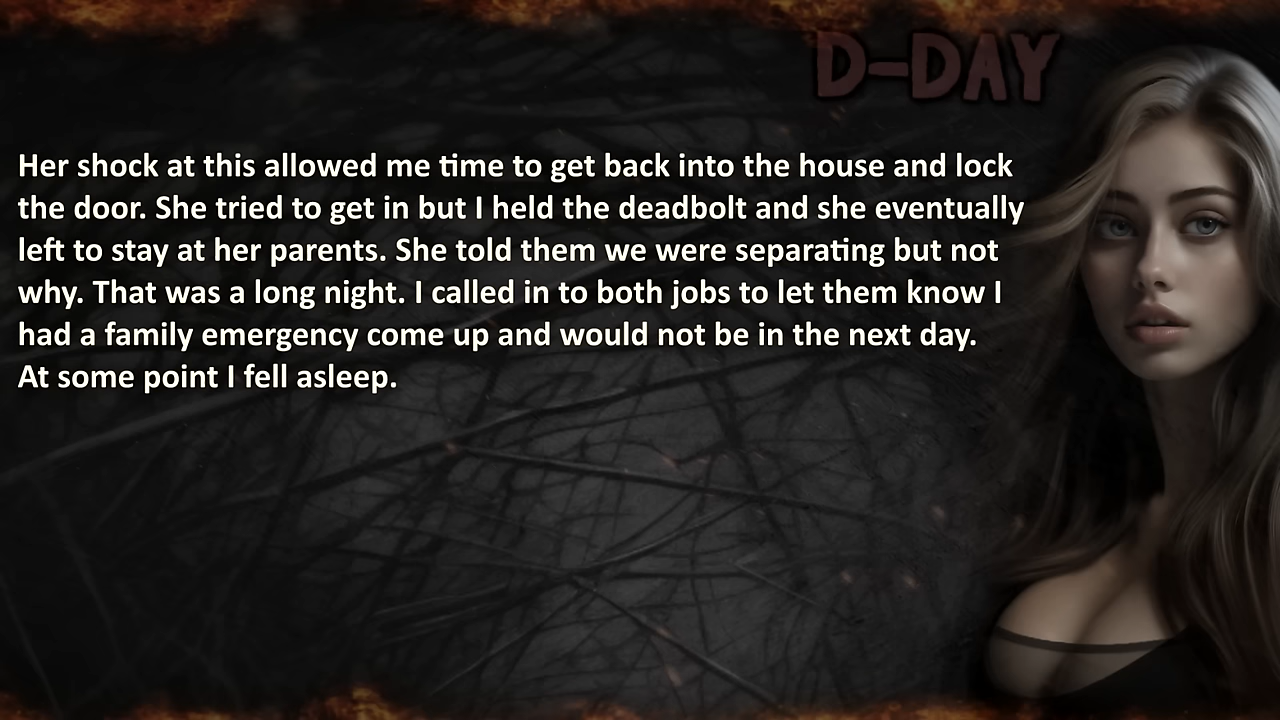 D-DAY
Her shock at this allowed me time to get back into the house and lock
the door. She tried to get in but I held the deadbolt and she eventually
left to stay at her parents. She told them we were separating but not
why. That was a long night. I called in to both jobs to let them know I
had a family emergency come up and would not be in the next day.
At some point I fell asleep.